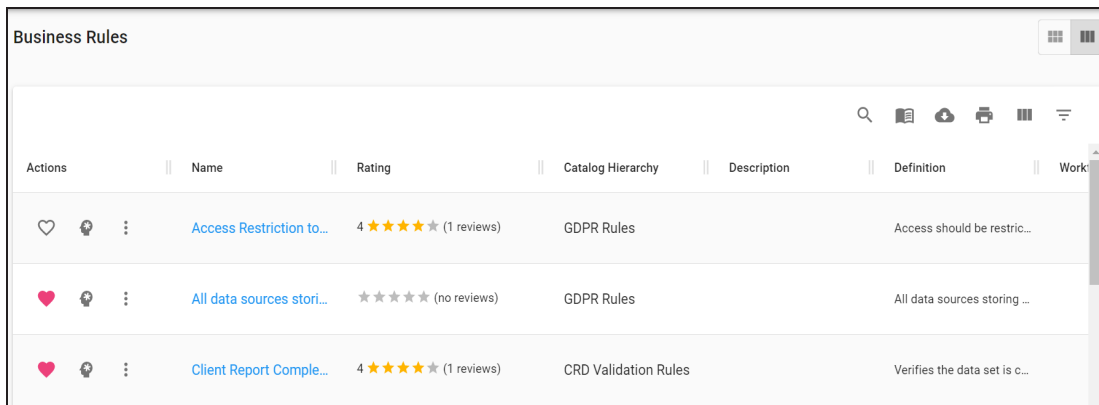 Business Rules
Actions Name Rating Catalog Hierarchy Description Definition Workf
Access Restriction to... 4 (1 reviews) GDPR Rules Access should be restric...
All data sources stori... (no reviews) GDPR Rules All data sources storing ...
Client Report Comple... 4 (1 reviews) CRD Validation Rules Verifies the data set is c...